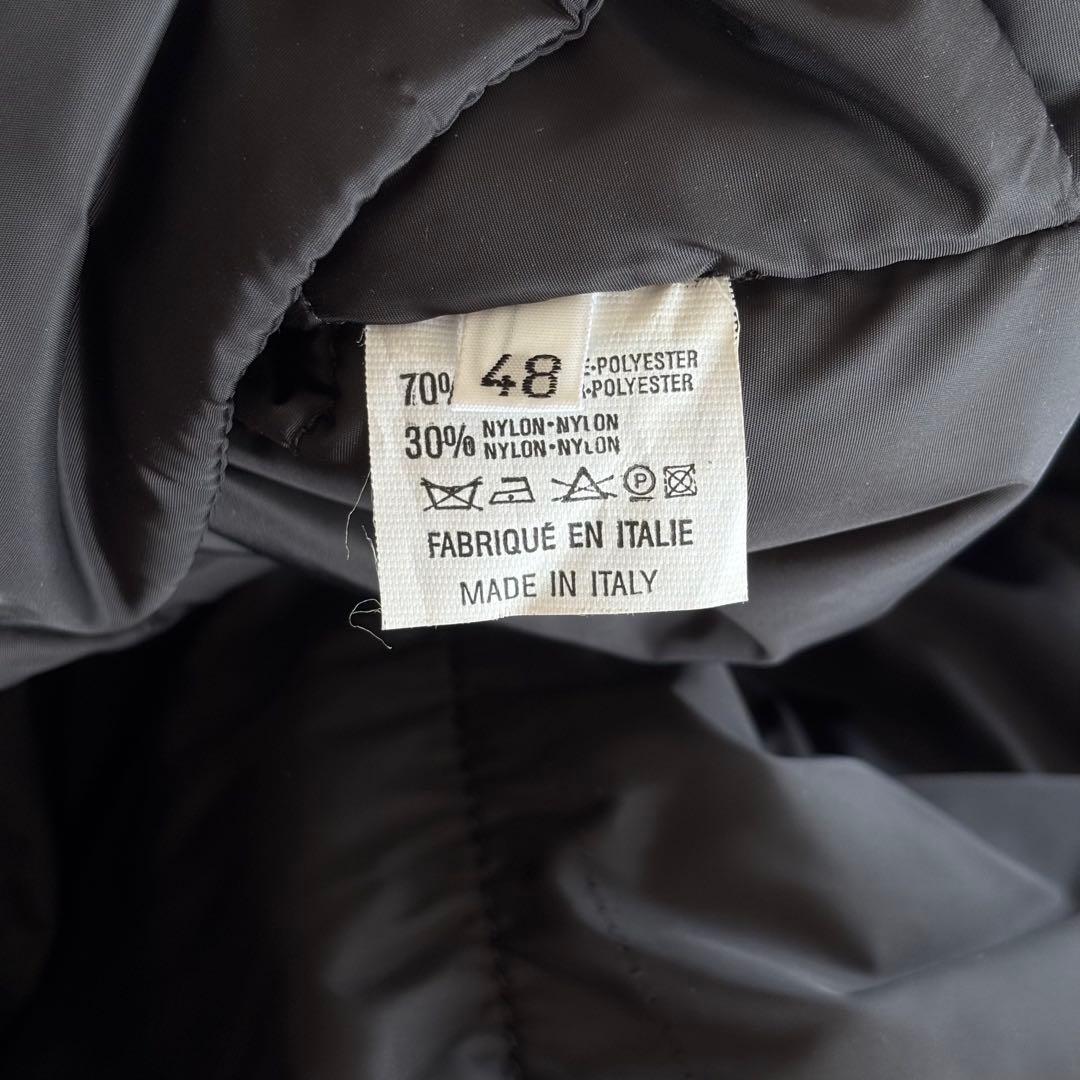 48
70% POLYESTER
POLYESTER
30% NYLON•NYLON
NYLON•NYLON
P
FABRIQUÉ EN ITALIE
MADE IN ITALY